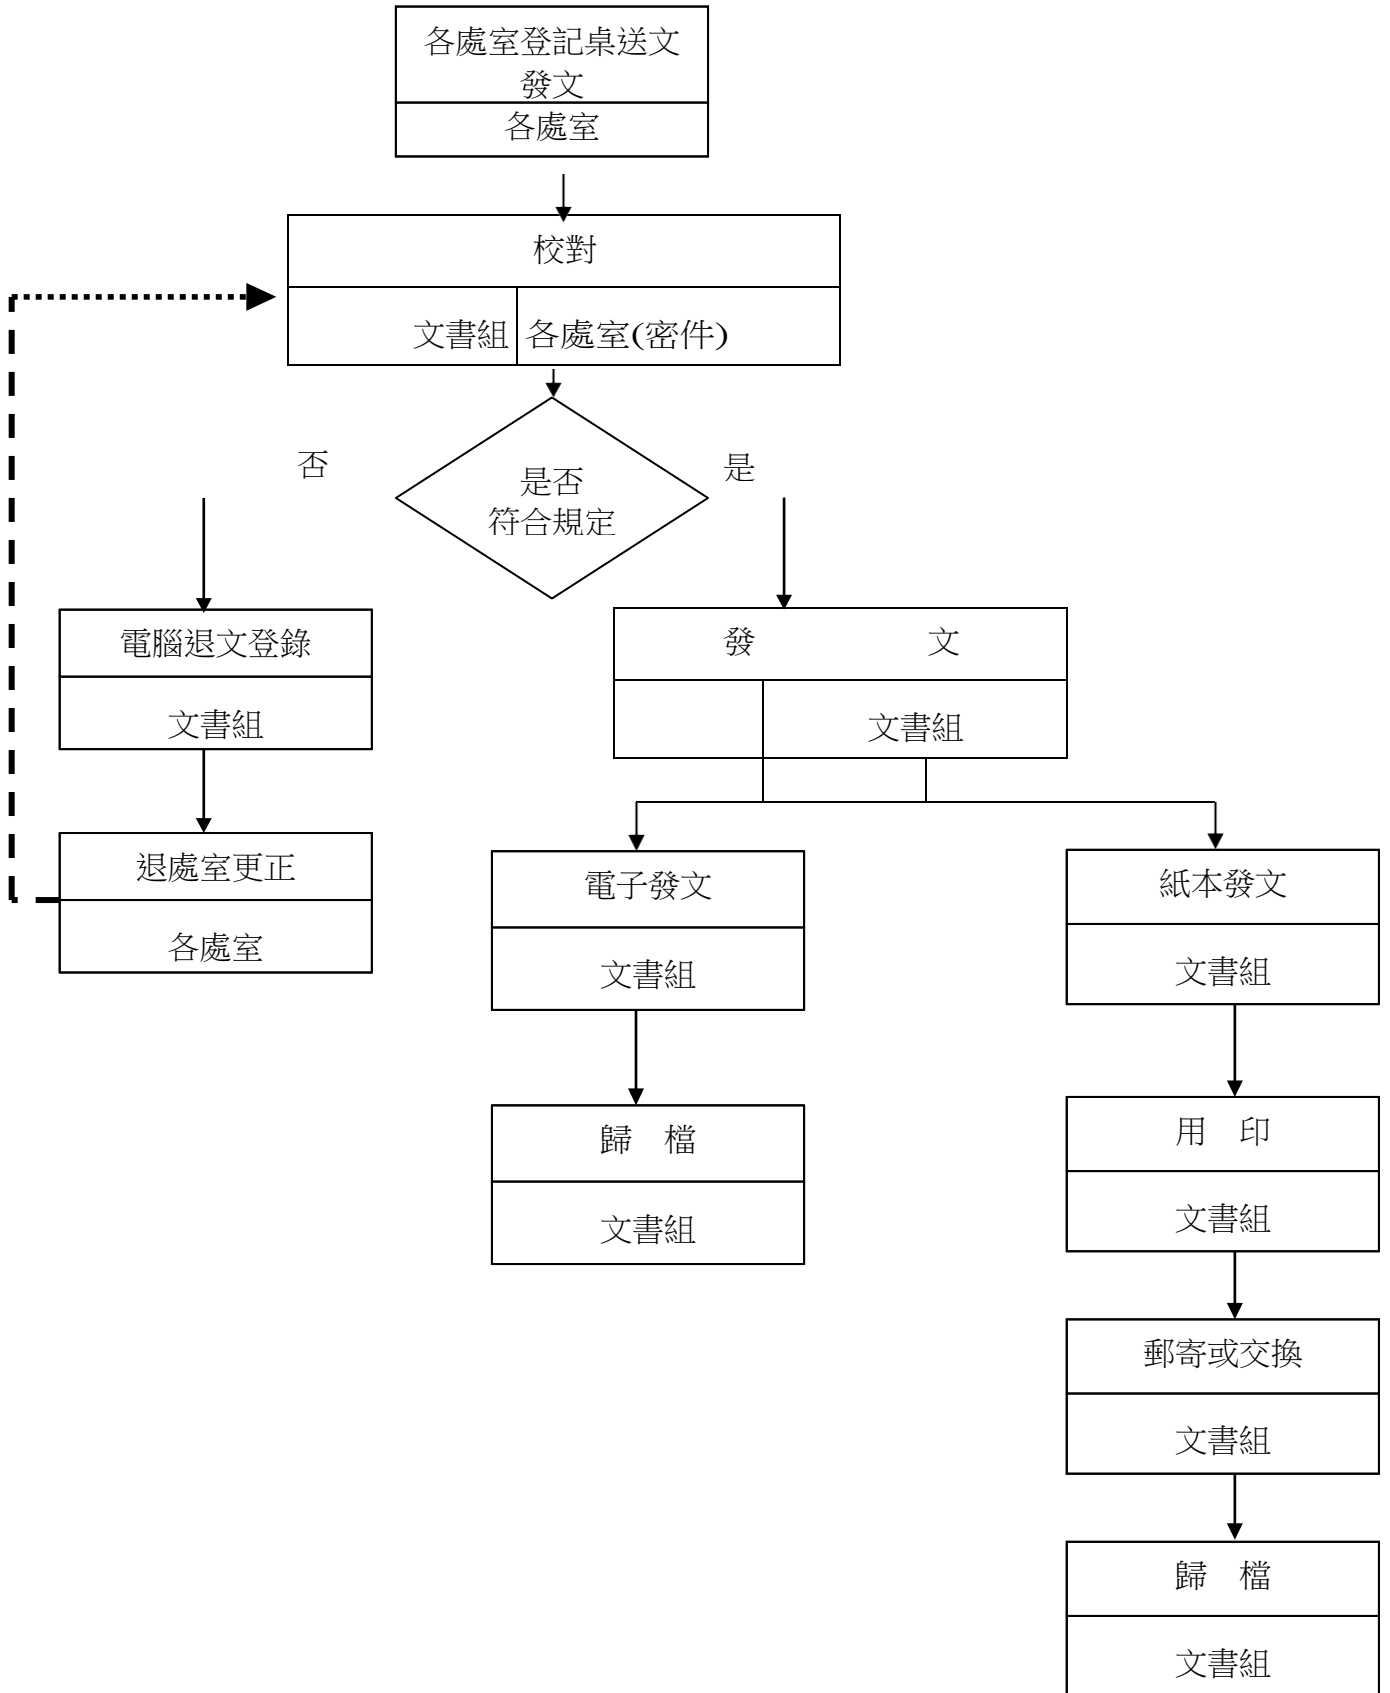 各處室登記桌送文
發文
各處室
校對
文書組 各處室(密件)
否
是否
符合規定
是
電腦退文登錄
文書組
退處室更正
各處室
發　　文
文書組
電子發文
文書組
歸　檔
文書組
紙本發文
文書組
用　印
文書組
郵寄或交換
文書組
歸　檔
文書組